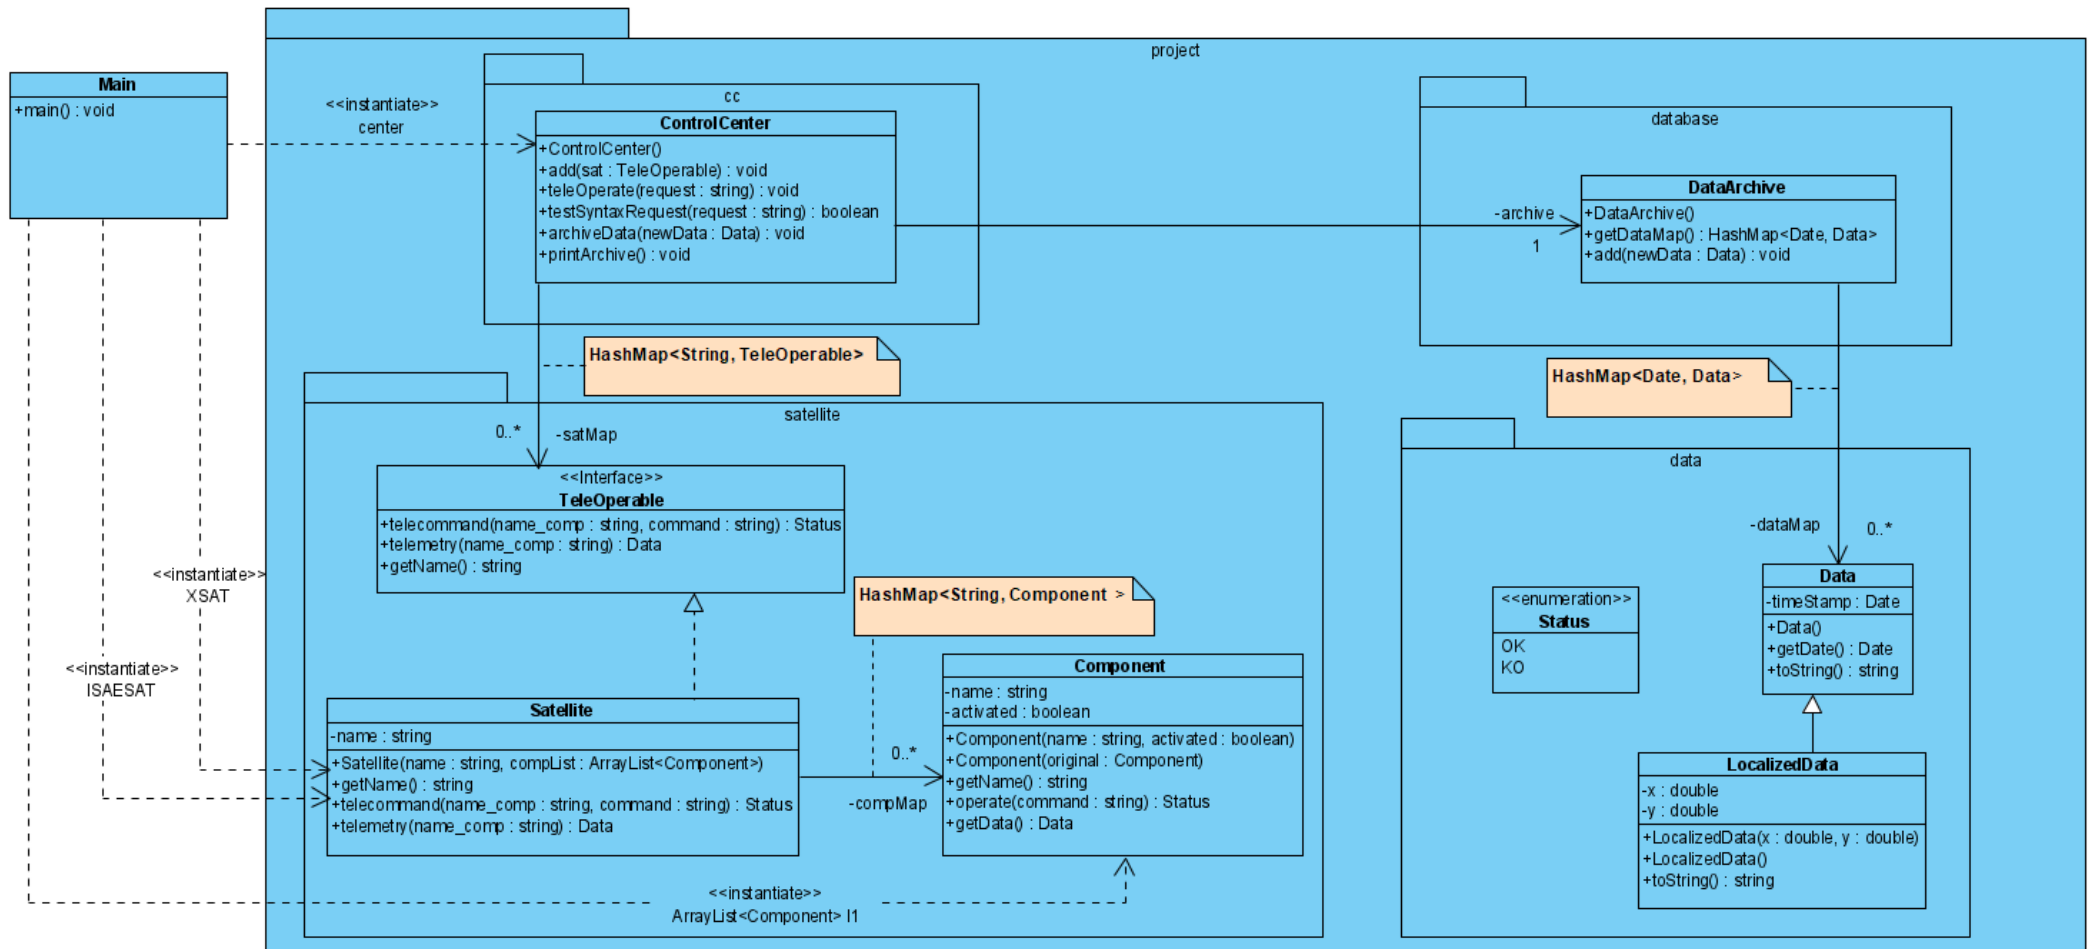 project
Main
+main() : void
<<instantiate>>
center
cc
ControlCenter
+ControlCenter()
+add(sat : TeleOperable) : void
+teleOperate(request : string) : void
+testSyntaxRequest(request : string) : boolean
+archiveData(newData : Data) : void
+printArchive() : void
database
DataArchive
+DataArchive()
+getDataMap() : HashMap<Date, Data>
+add(newData : Data) : void
-archive
1
HashMap<String, TeleOperable>
HashMap<Date, Data>
satellite
0..*
-satMap
<<Interface>>
TeleOperable
+telecommand(name_comp : string, command : string) : Status
+telemetry(name_comp : string) : Data
+getName() : string
<<instantiate>>
XSAT
<<instantiate>>
ISAESAT
HashMap<String, Component >
Satellite
-name : string
+Satellite(name : string, compList : ArrayList<Component>)
+getName() : string
+telecommand(name_comp : string, command : string) : Status
+telemetry(name_comp : string) : Data
0..*
-compMap
Component
-name : string
-activated : boolean
+Component(name : string, activated : boolean)
+Component(original : Component)
+getName() : string
+operate(command : string) : Status
+getData() : Data
<<instantiate>>
ArrayList<Component> l1
data
-dataMap
0..*
<<enumeration>>
Status
OK
KO
Data
-timeStamp : Date
+Data()
+getDate() : Date
+toString() : string
LocalizedData
-x : double
-y : double
+LocalizedData(x : double, y : double)
+LocalizedData()
+toString() : string